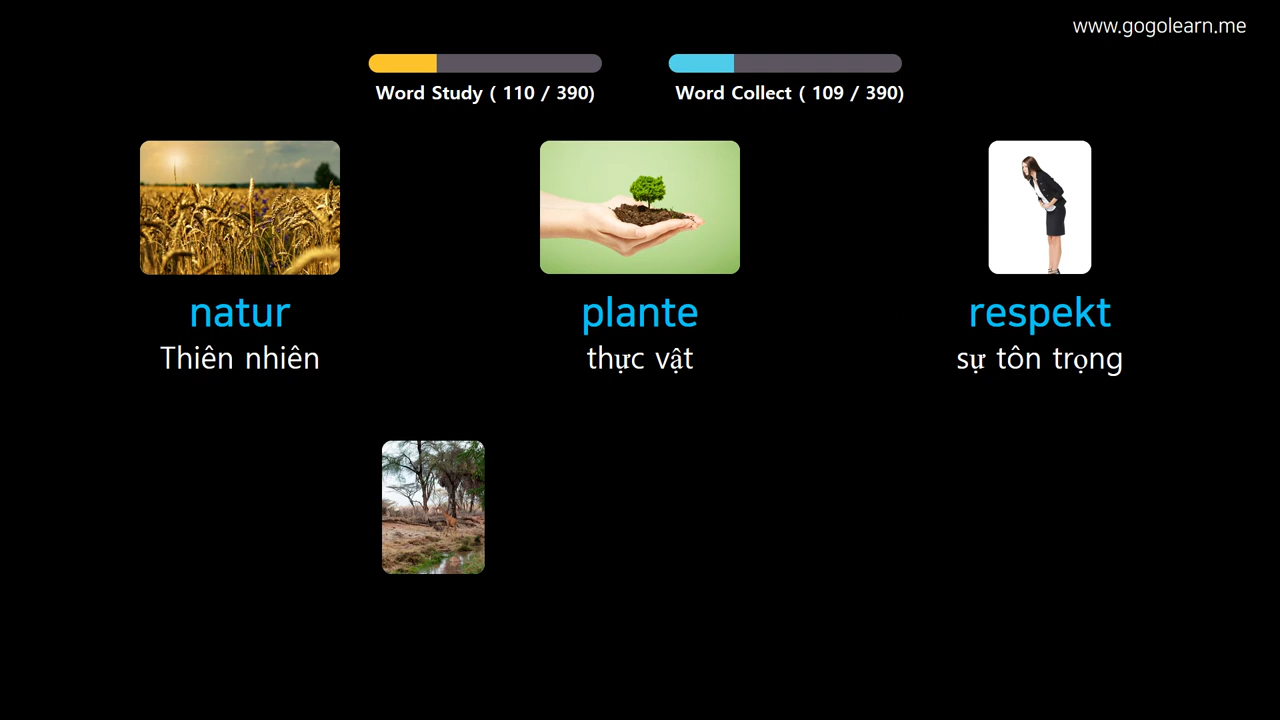 www.gogolearn.me
Word Study ( 110 / 390)
Word Collect ( 109 / 390)
natur
plante
respekt
Thiên nhiên
thực vật
sự tôn trọng